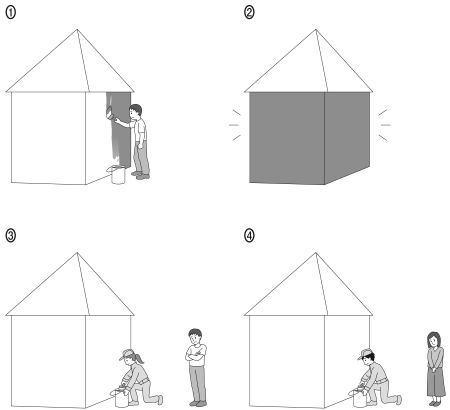 ①
②
③
④